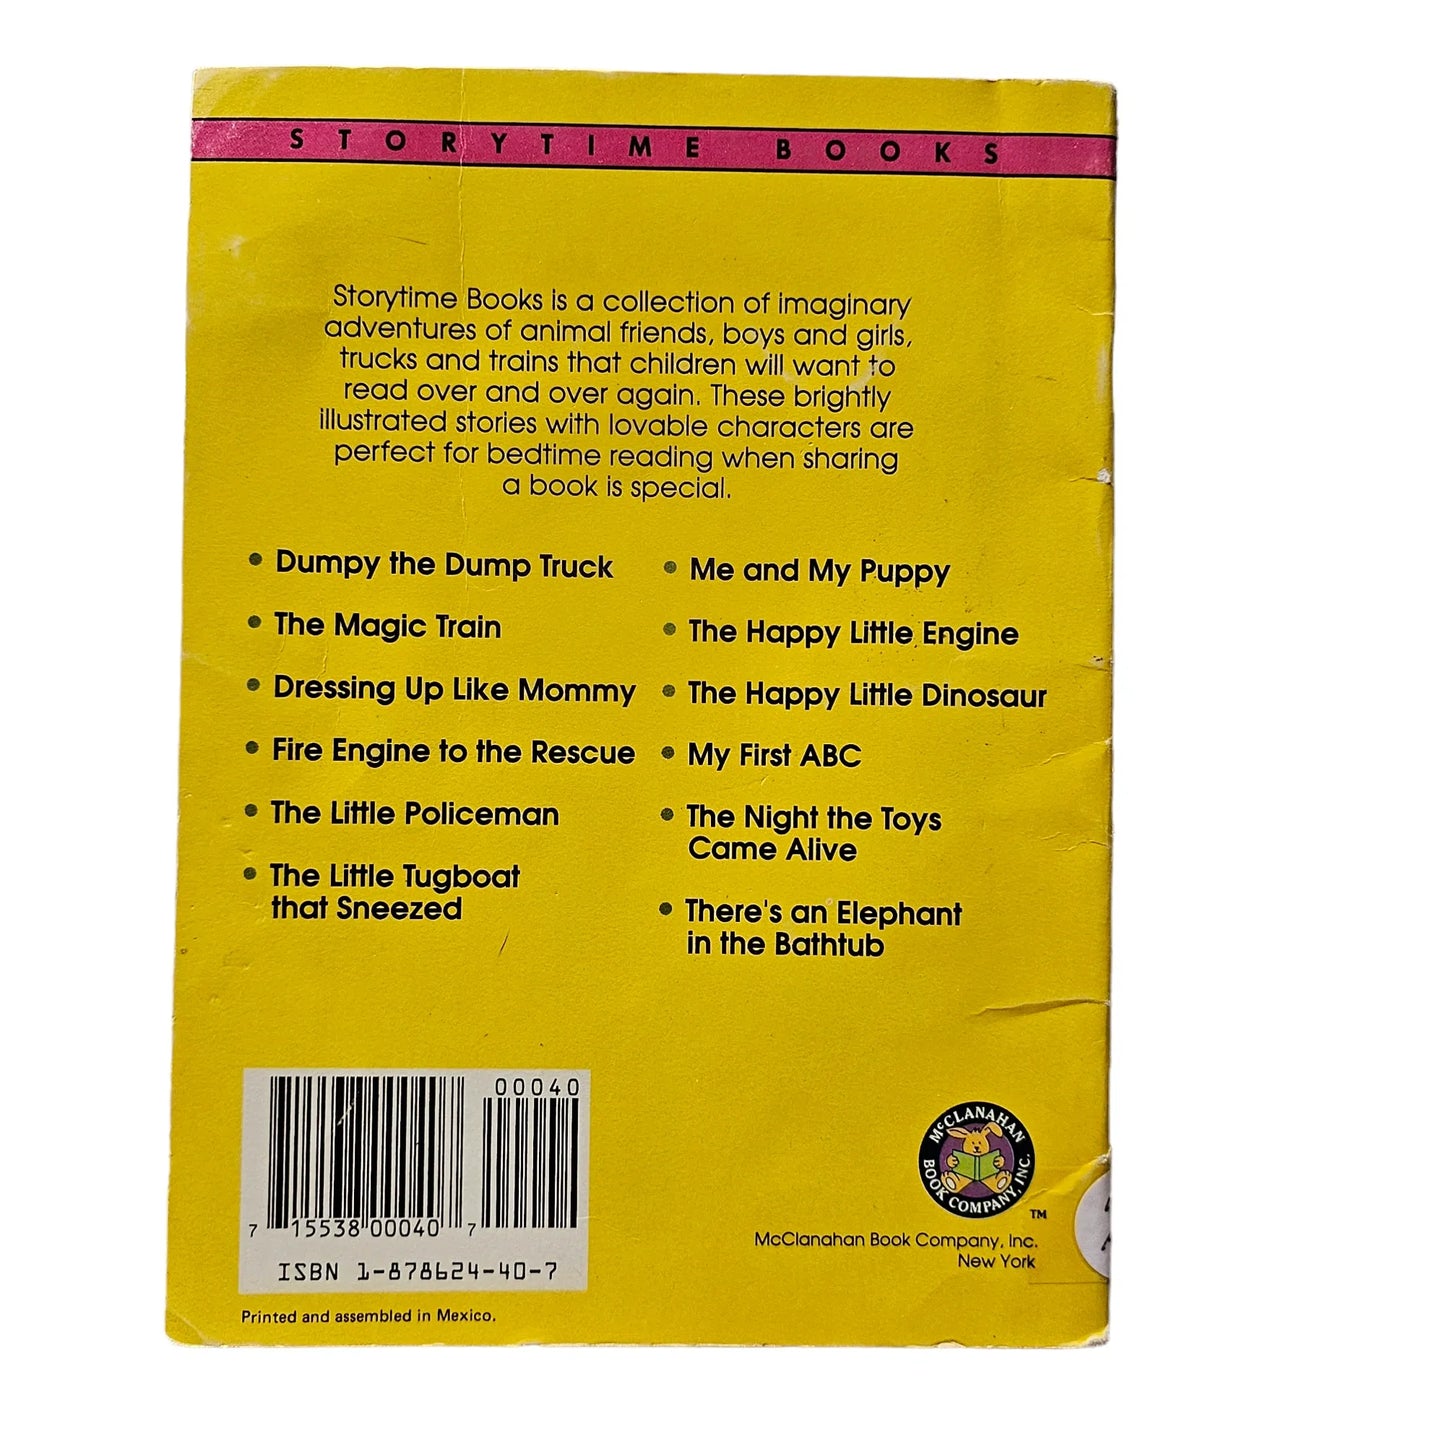 STORYTIME BOOKS
Storytime Books is a collection of imaginary
adventures of animal friends, boys and girls,
trucks and trains that children will want to
read over and over again. These brightly
illustrated stories with lovable characters are
perfect for bedtime reading when sharing
a book is special.
• Dumpy the Dump Truck
• The Magic Train
• Dressing Up Like Mommy
• Fire Engine to the Rescue
• The Little Policeman
• The Little Tugboat
that Sneezed
• Me and My Puppy
• The Happy Little Engine
• The Happy Little Dinosaur
• My First ABC
• The Night the Toys
Came Alive
• There's an Elephant
in the Bathtub
00040
7 15538 00040 7
ISBN 1-878624-40-7
Printed and assembled in Mexico.
McCLANAHAN
BOOK COMPANY, INC.
TM
McClanahan Book Company, Inc.
New York